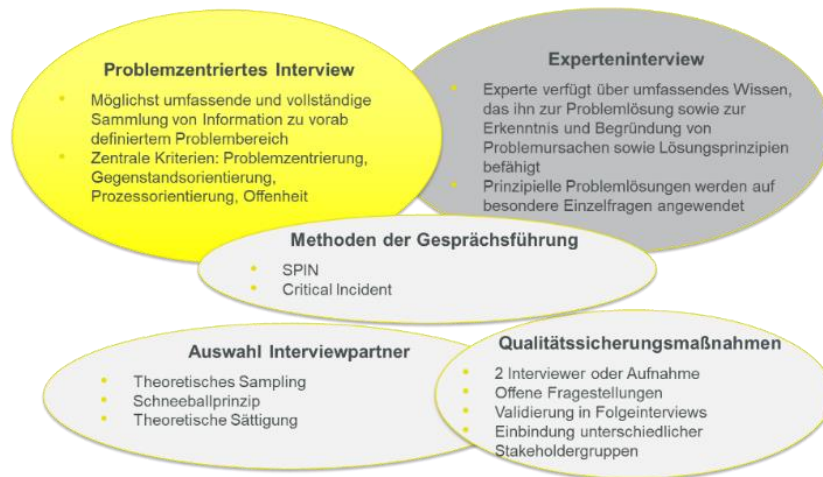 Problemzentriertes Interview
Möglichst umfassende und vollständige
Sammlung von Information zu vorab
definiertem Problembereich
Zentrale Kriterien: Problemzentrierung,
Gegenstandsorientierung,
Prozessorientierung, Offenheit
Experteninterview
Experte verfügt über umfassendes Wissen,
das ihn zur Problemlösung sowie zur
Erkenntnis und Begründung von
Problemursachen sowie Lösungsprinzipien
befähigt
Prinzipielle Problemlösungen werden auf
besondere Einzelfragen angewendet
Methoden der Gesprächsführung
SPIN
Critical Incident
Auswahl Interviewpartner
Theoretisches Sampling
Schneeballprinzip
Theoretische Sättigung
Qualitätssicherungsmaßnahmen
2 Interviewer oder Aufnahme
Offene Fragestellungen
Validierung in Folgeinterviews
Einbindung unterschiedlicher
Stakeholdergruppen